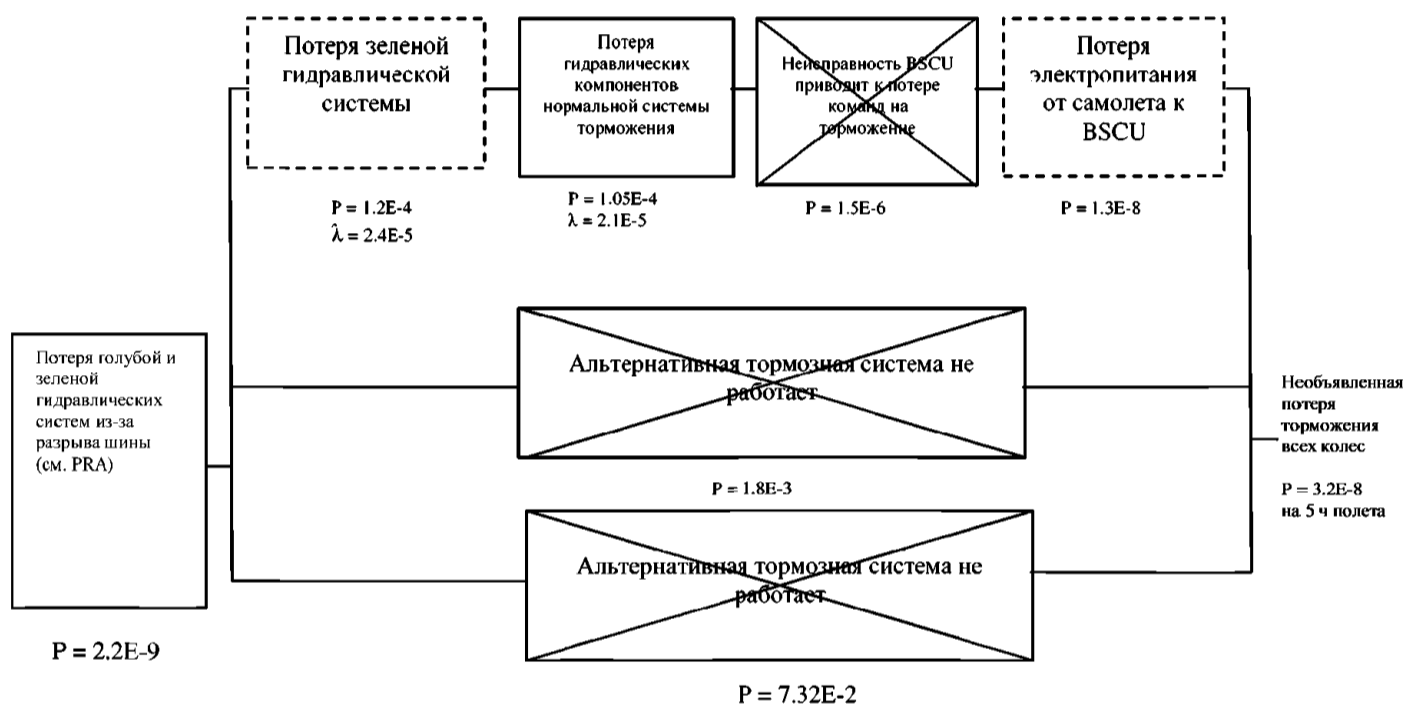 Потеря зеленой
гидравлической
системы
Потеря
гидравлических
компонентов
нормальной системы
торможения
Неисправность BSCU
приводит к потере
команд на
торможение
Потеря
электропитания
от самолета к
BSCU
P = 1.2E-4
λ = 2.4E-5
P = 1.05E-4
λ = 2.1E-5
P = 1.5E-6
P = 1.3E-8
Потеря голубой и
зеленой
гидравлических
систем из-за
разрыва шины
(см. PRA)
P = 2.2E-9
Альтернативная тормозная система не
работает
P = 1.8E-3
Альтернативная тормозная система не
работает
P = 7.32E-2
Необъявленная
потеря
торможения
всех колес
P = 3.2E-8
на 5 ч полета